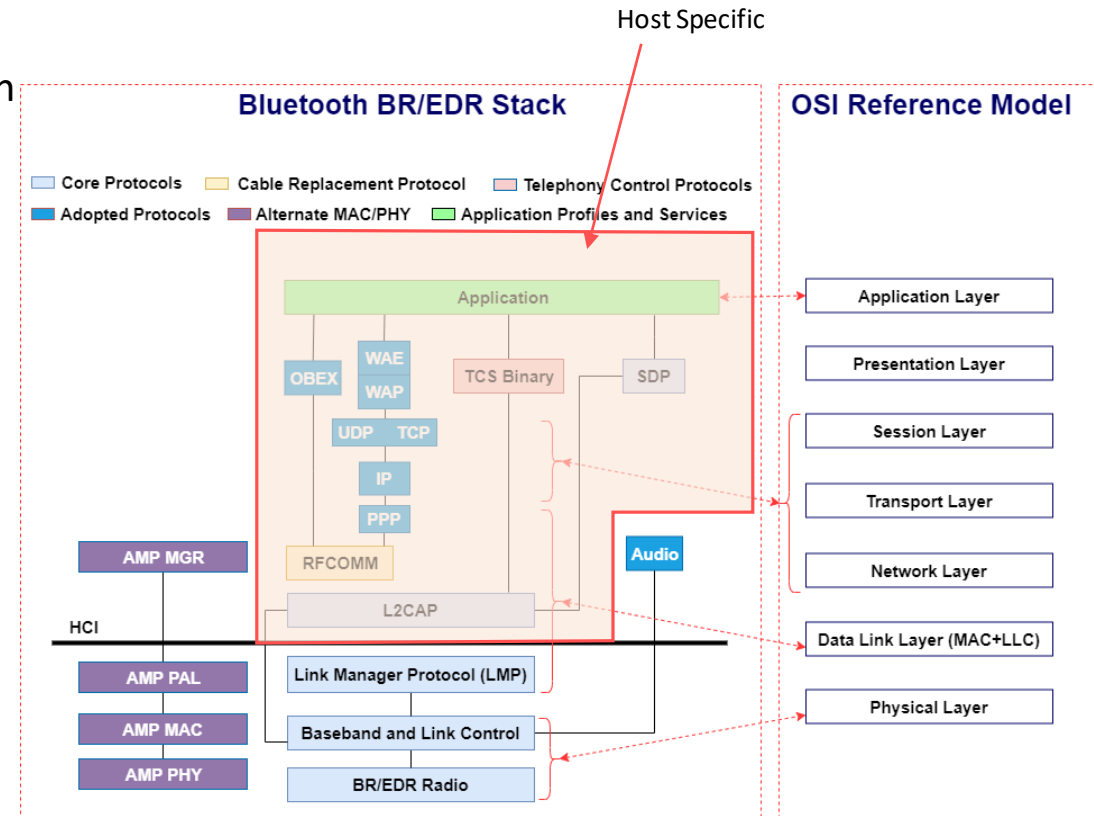 Host Specific
n
Bluetooth BR/EDR Stack
OSI Reference Model
Core Protocols Cable Replacement Protocol Telephony Control Protocols
Adopted Protocols Alternate MAC/PHY Application Profiles and Services
Application
Application Layer
WAE
OBEX
WAP
TCS Binary
SDP
Presentation Layer
UDP TCP
Session Layer
IP
Transport Layer
PPP
AMP MGR
RFCOMM
Audio
Network Layer
L2CAP
HCI
Data Link Layer (MAC+LLC)
AMP PAL
Link Manager Protocol (LMP)
Physical Layer
AMP MAC
Baseband and Link Control
AMP PHY
BR/EDR Radio